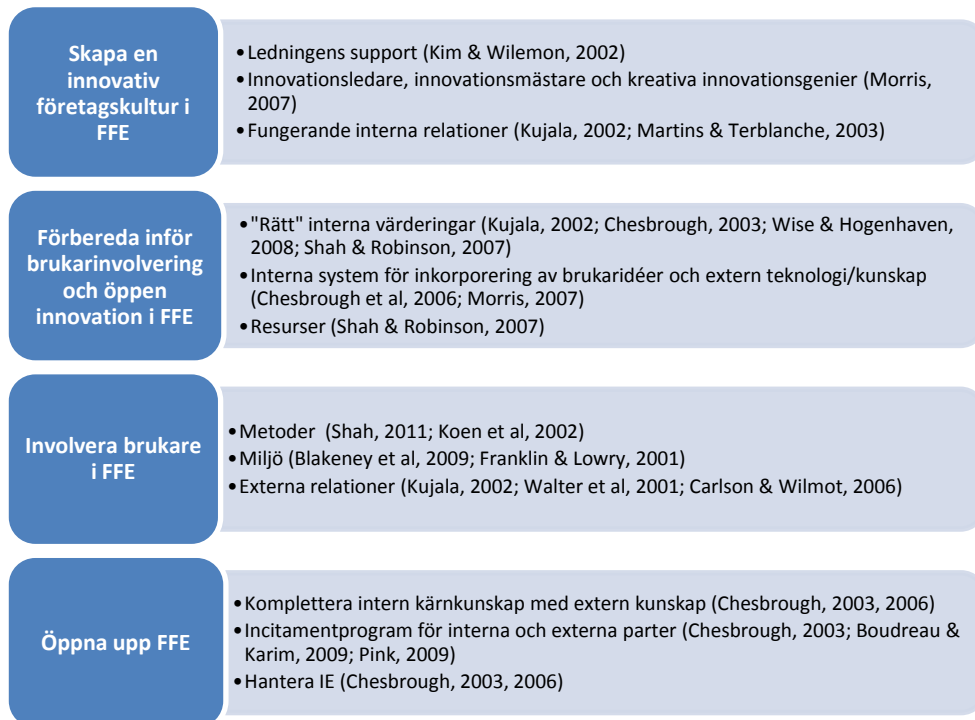 Skapa en
innovativ
företagskultur i
FFE
•Ledningens support (Kim & Wilemon, 2002)
•Innovationsledare, innovationsmästare och kreativa innovationsgenier (Morris,
2007)
•Fungerande interna relationer (Kujala, 2002; Martins & Terblanche, 2003)
Förbereda inför
brukarinvolvering
och öppen
innovation i FFE
•"Rätt" interna värderingar (Kujala, 2002; Chesbrough, 2003; Wise & Hogenhaven,
2008; Shah & Robinson, 2007)
•Interna system för inkorporering av brukaridéer och extern teknologi/kunskap
(Chesbrough et al, 2006; Morris, 2007)
•Resurser (Shah & Robinson, 2007)
Involvera brukare
i FFE
•Metoder (Shah, 2011; Koen et al, 2002)
•Miljö (Blakeney et al, 2009; Franklin & Lowry, 2001)
•Externa relationer (Kujala, 2002; Walter et al, 2001; Carlson & Wilmot, 2006)
Öppna upp FFE
•Komplettera intern kärnkunskap med extern kunskap (Chesbrough, 2003, 2006)
•Incitamentprogram för interna och externa parter (Chesbrough, 2003; Boudreau &
Karim, 2009; Pink, 2009)
•Hantera IE (Chesbrough, 2003, 2006)